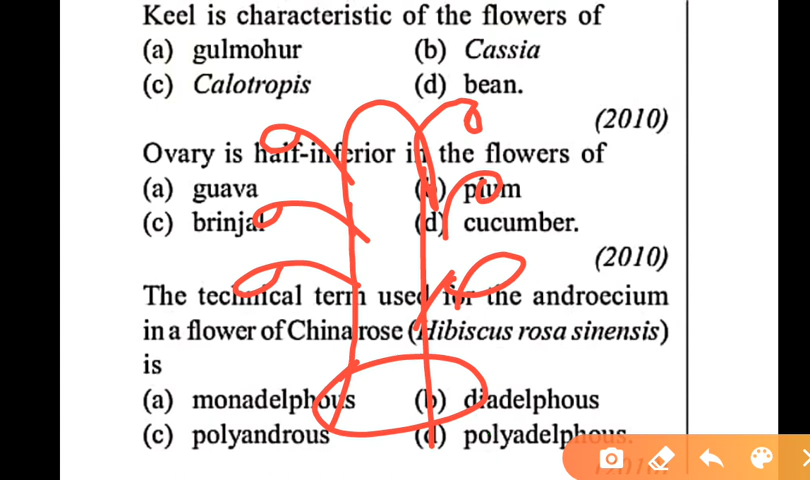 Keel is characteristic of the flowers of
(a) gulmohur (b) Cassia
(c) Calotropis (d) bean.
(2010)
Ovary is half-inferior in the flowers of
(a) guava (b) plum
(c) brinjal (d) cucumber.
(2010)
The technical term used for the androecium
in a flower of China rose (Hibiscus rosa sinensis)
is
(a) monadelphous (b) diadelphous
(c) polyandrous (d) polyadelphous.